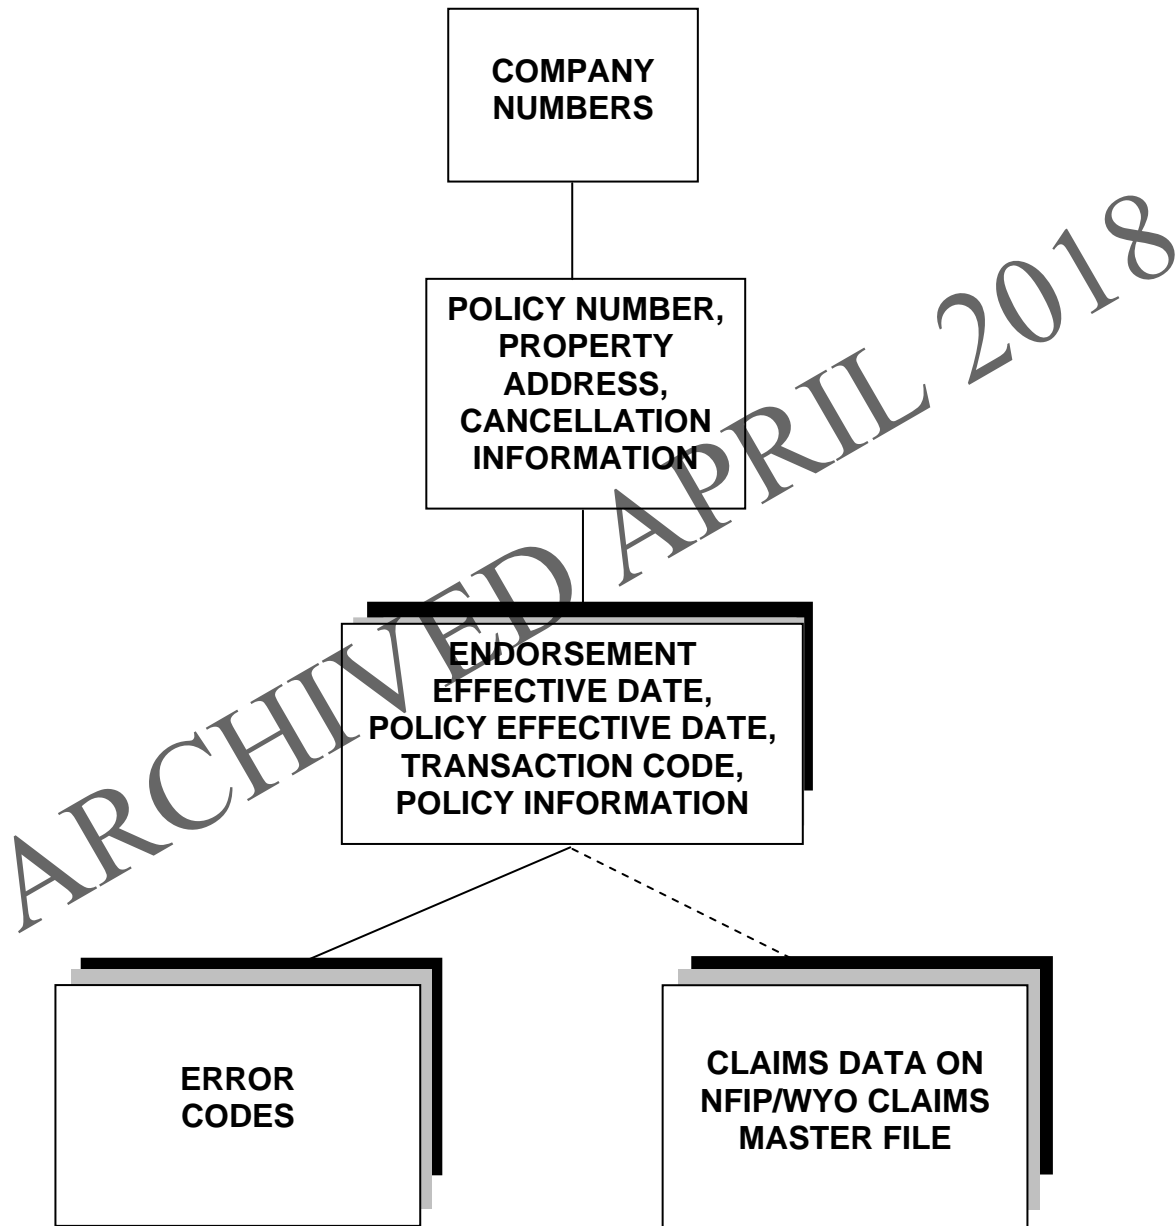 COMPANY
NUMBERS
POLICY NUMBER,
PROPERTY
ADDRESS,
CANCELLATION
INFORMATION
ENDORSEMENT
EFFECTIVE DATE,
POLICY EFFECTIVE DATE,
TRANSACTION CODE,
POLICY INFORMATION
ERROR
CODES
CLAIMS DATA ON
NFIP/WYO CLAIMS
MASTER FILE
ARCHIVED APRIL 2018